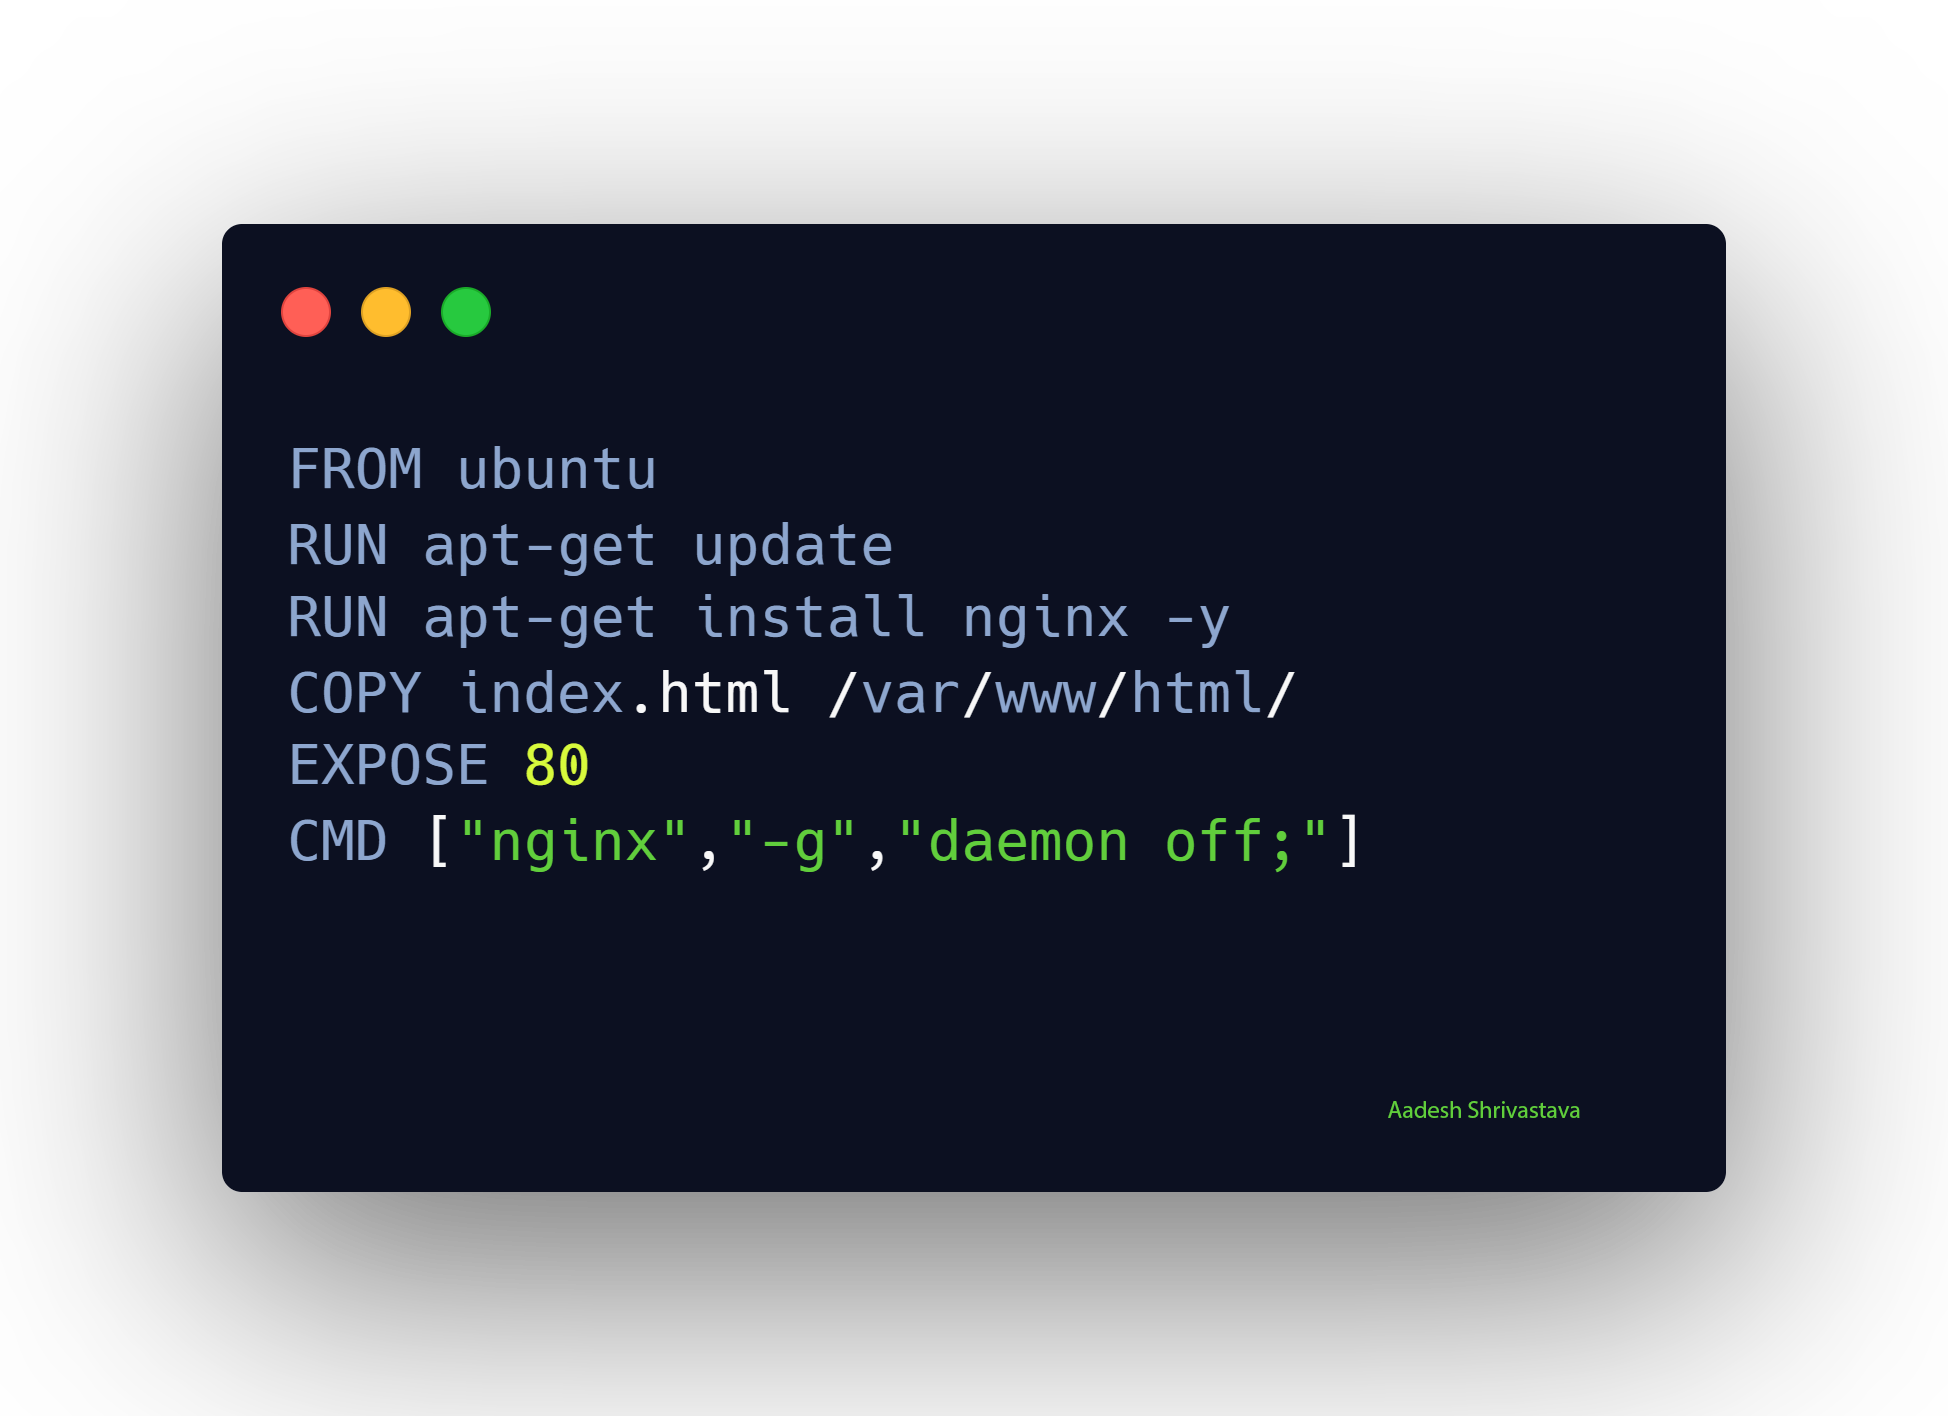 FROM ubuntu
RUN apt-get update
RUN apt-get install nginx -y
COPY index.html /var/www/html/
EXPOSE 80
CMD ["nginx","-g","daemon off;"]
Aadesh Shrivastava